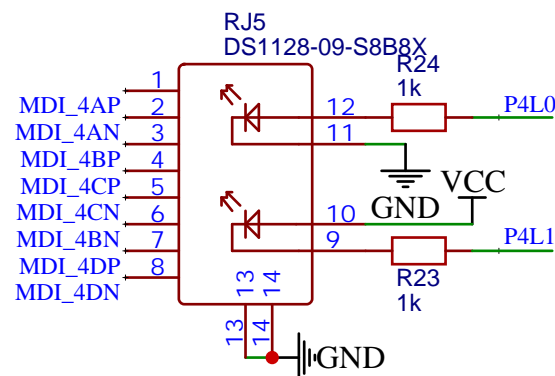 RJ5
DS1128-09-S8B8X
R24
1k
1
MDI_4AP
2
12
P4L0
MDI_4AN
3
11
MDI_4BP
4
MDI_4CP
5
VCC
MDI_4CN
GND
6
10
MDI_4BN
7
9
P4L1
MDI_4DP
8
13
14
R23
MDI_4DN
1k
13
14
GND